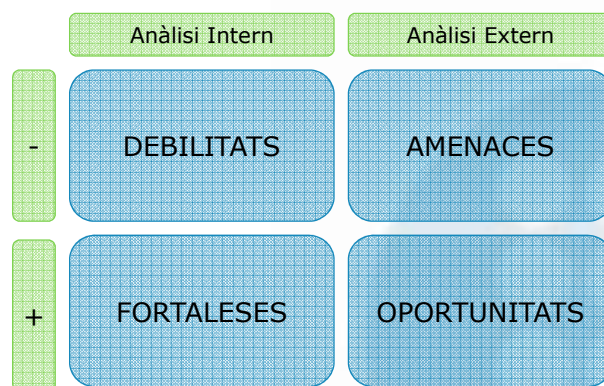 Anàlisi Intern
Anàlisi Extern
-
DEBILITATS
AMENACES
+
FORTALESES
OPORTUNITATS